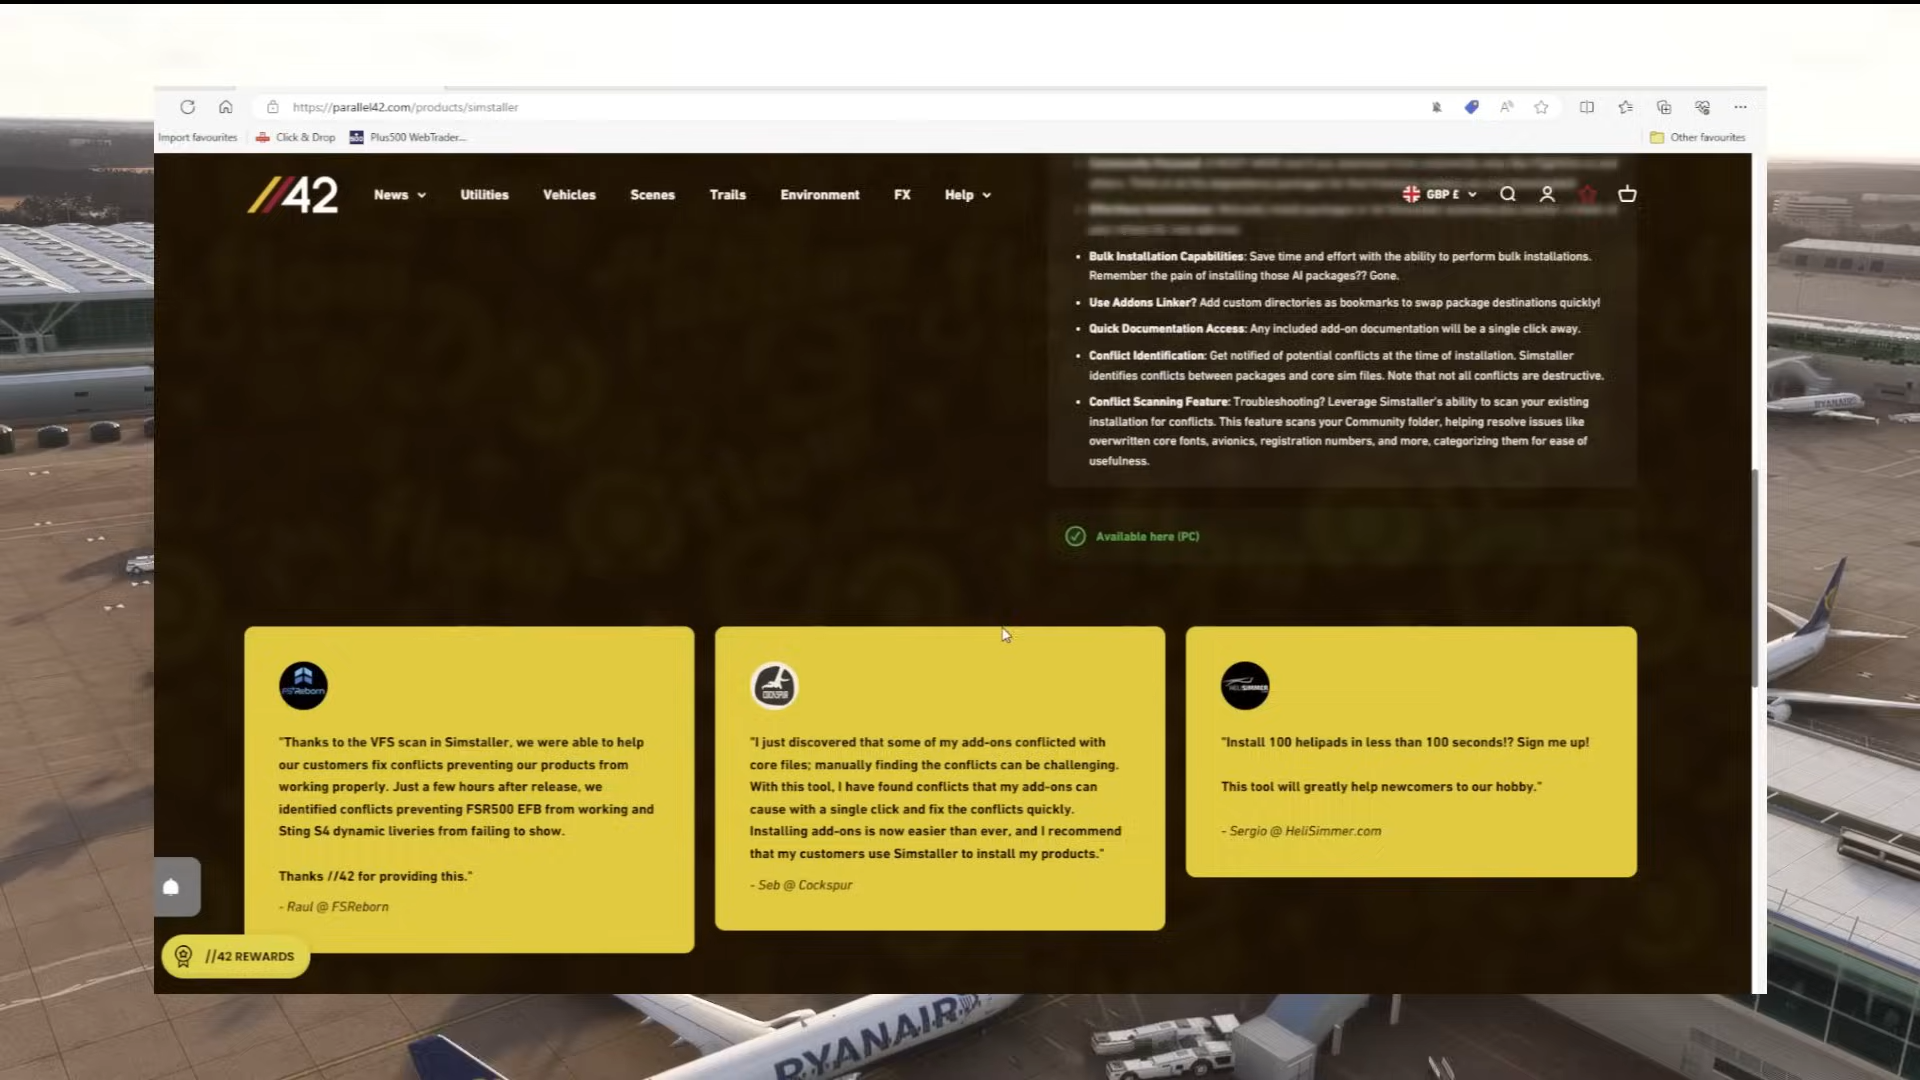 https://parallel42.com/products/simstaller
Import favourites
Click & Drop
Plus500 WebTrader...
Other favourites
//42
News
Utilities
Vehicles
Scenes
Trails
Environment
FX
Help
GBP £
• Bulk Installation Capabilities: Save time and effort with the ability to perform bulk installations.
Remember the pain of installing those AI packages?? Gone.
• Use Addons Linker? Add custom directories as bookmarks to swap package destinations quickly!
• Quick Documentation Access: Any included add-on documentation will be a single click away.
• Conflict Identification: Get notified of potential conflicts at the time of installation. Simstaller
identifies conflicts between packages and core sim files. Note that not all conflicts are destructive.
• Conflict Scanning Feature: Troubleshooting? Leverage Simstaller's ability to scan your existing
installation for conflicts. This feature scans your Community folder, helping resolve issues like
overwritten core fonts, avionics, registration numbers, and more, categorizing them for ease of
usefulness.
Available here (PC)
FSReborn
"Thanks to the VFS scan in Simstaller, we were able to help
our customers fix conflicts preventing our products from
working properly. Just a few hours after release, we
identified conflicts preventing FSR500 EFB from working and
Sting S4 dynamic liveries from failing to show.
Thanks //42 for providing this."
- Raul @ FSReborn
COCKSPUR
"I just discovered that some of my add-ons conflicted with
core files; manually finding the conflicts can be challenging.
With this tool, I have found conflicts that my add-ons can
cause with a single click and fix the conflicts quickly.
Installing add-ons is now easier than ever, and I recommend
that my customers use Simstaller to install my products."
- Seb @ Cockspur
HELISIMMER
"Install 100 helipads in less than 100 seconds!? Sign me up!
This tool will greatly help newcomers to our hobby."
- Sergio @ HeliSimmer.com
//42 REWARDS
RYANAIR
RYANAIR